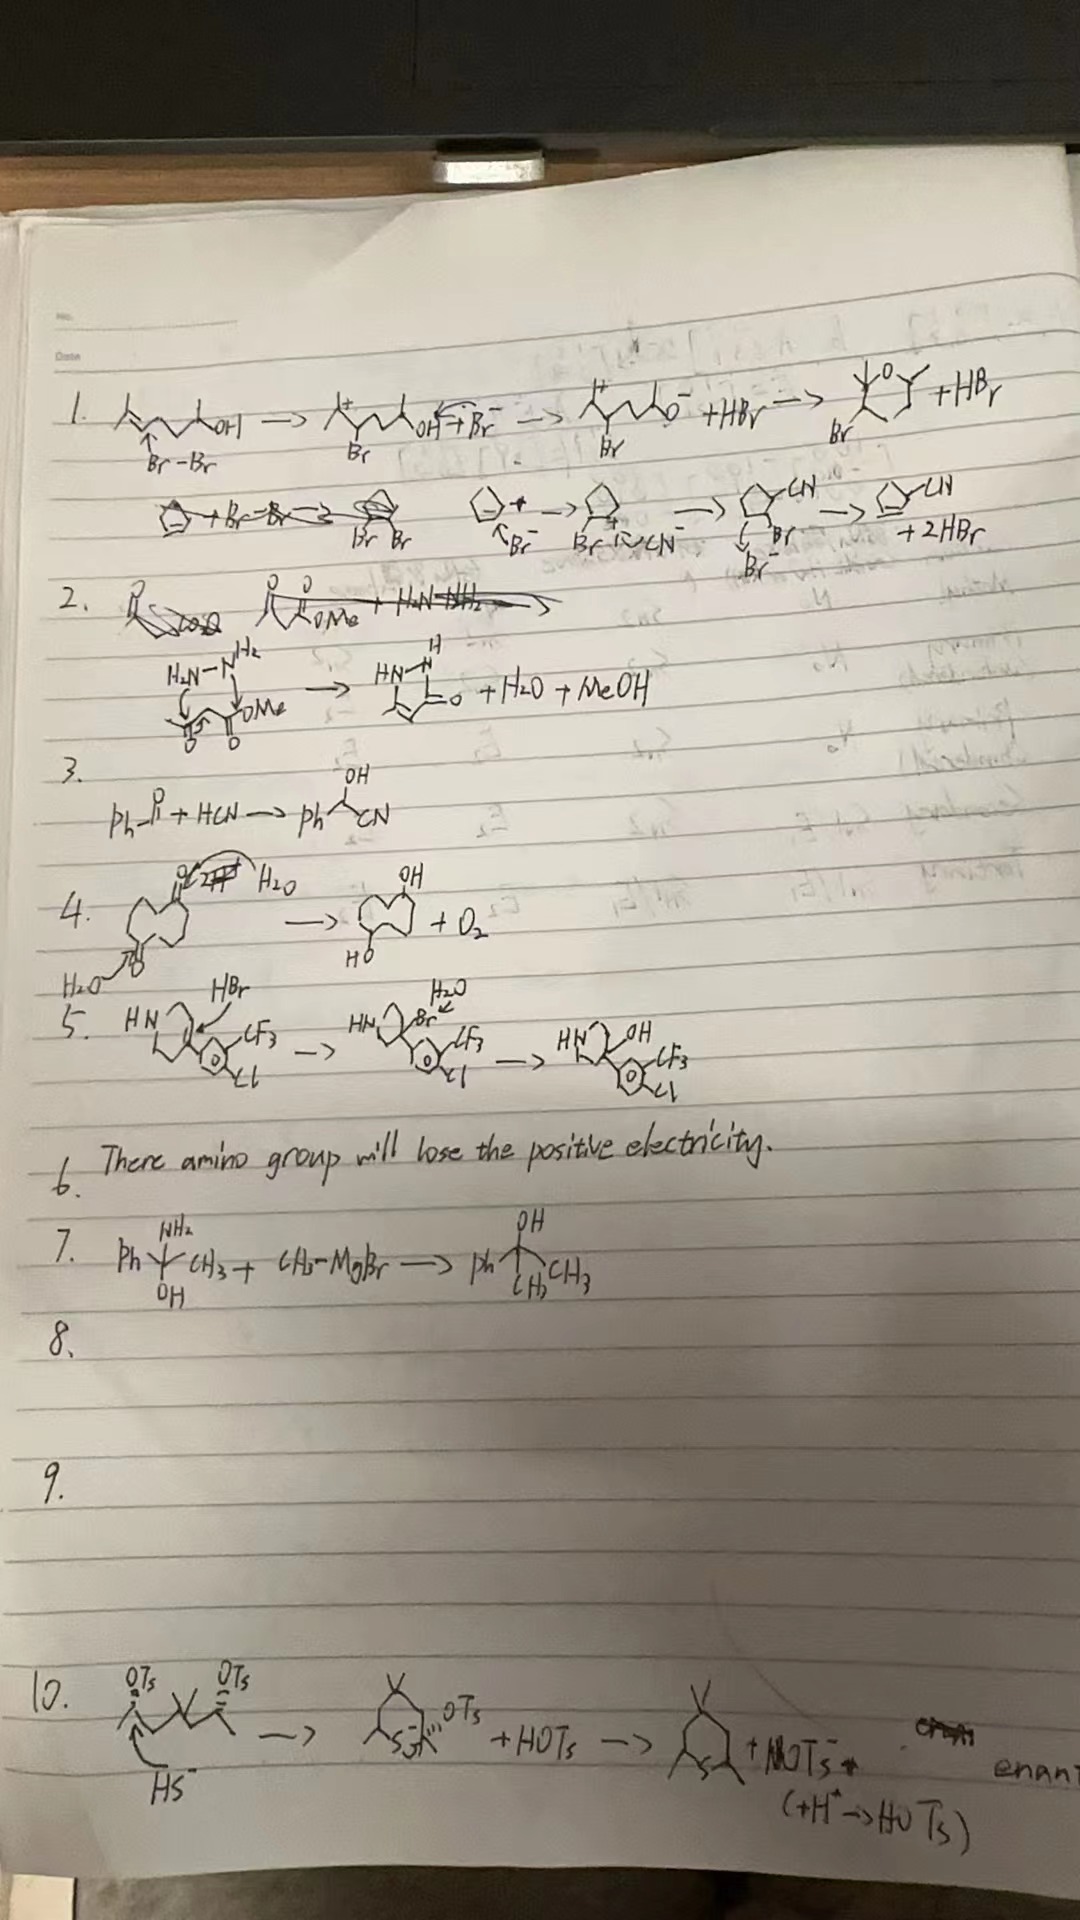 No.
Date
1. OH Br-Br → + Br OH + Br⁻ → + Br O⁻ + HBr → O Br + HBr
+ Br-Br → Br Br + Br⁻ → Br + CN⁻ → CN Br Br⁻ → CN + 2HBr
2. O O O OMe + H₂N-NH₂ →
H₂N-NH₂ OMe O O → HN-N H O + H₂O + MeOH
3.
Ph O + HCN → Ph OH CN
4. O O H₂O H₂O → OH HO + O₂
5. HN HBr CF₃ Cl → HN Br H₂O CF₃ Cl → HN OH CF₃ Cl
6. There amino group will lose the positive electricity.
7. Ph NH₂ CH₃ OH + CH₃-MgBr → Ph OH CH₃ CH₃
8.
9.
10. OTs OTs HS⁻ → S OTs + HOTs → S + OTs⁻ +
(+H⁺ → HOTs)